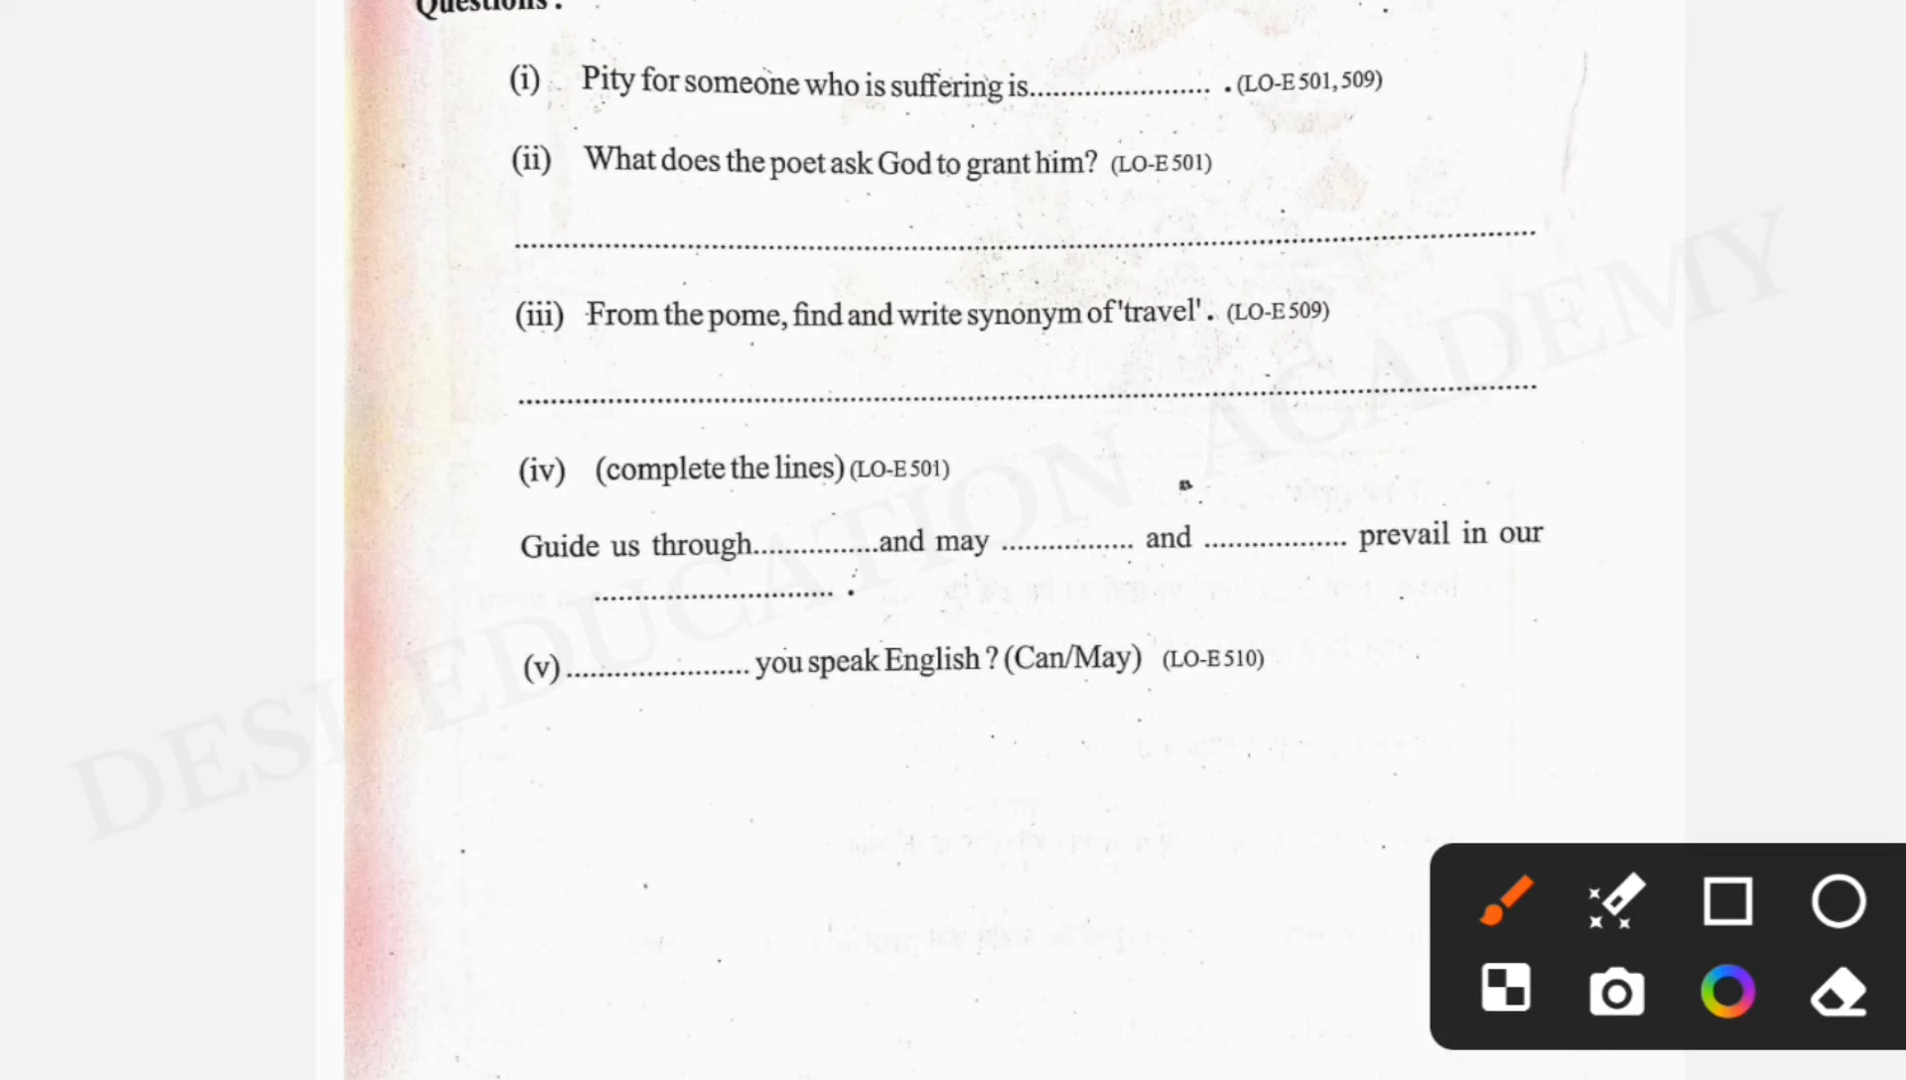 Questions :
(i) Pity for someone who is suffering is....................... . (LO-E 501, 509)
(ii) What does the poet ask God to grant him? (LO-E 501)
(iii) From the pome, find and write synonym of 'travel'. (LO-E 509)
(iv) (complete the lines) (LO-E 501)
Guide us through................and may ................. and .................. prevail in our
.............................. .
(v) ....................... you speak English ? (Can/May) (LO-E 510)
DESI EDUCATION ACADEMY